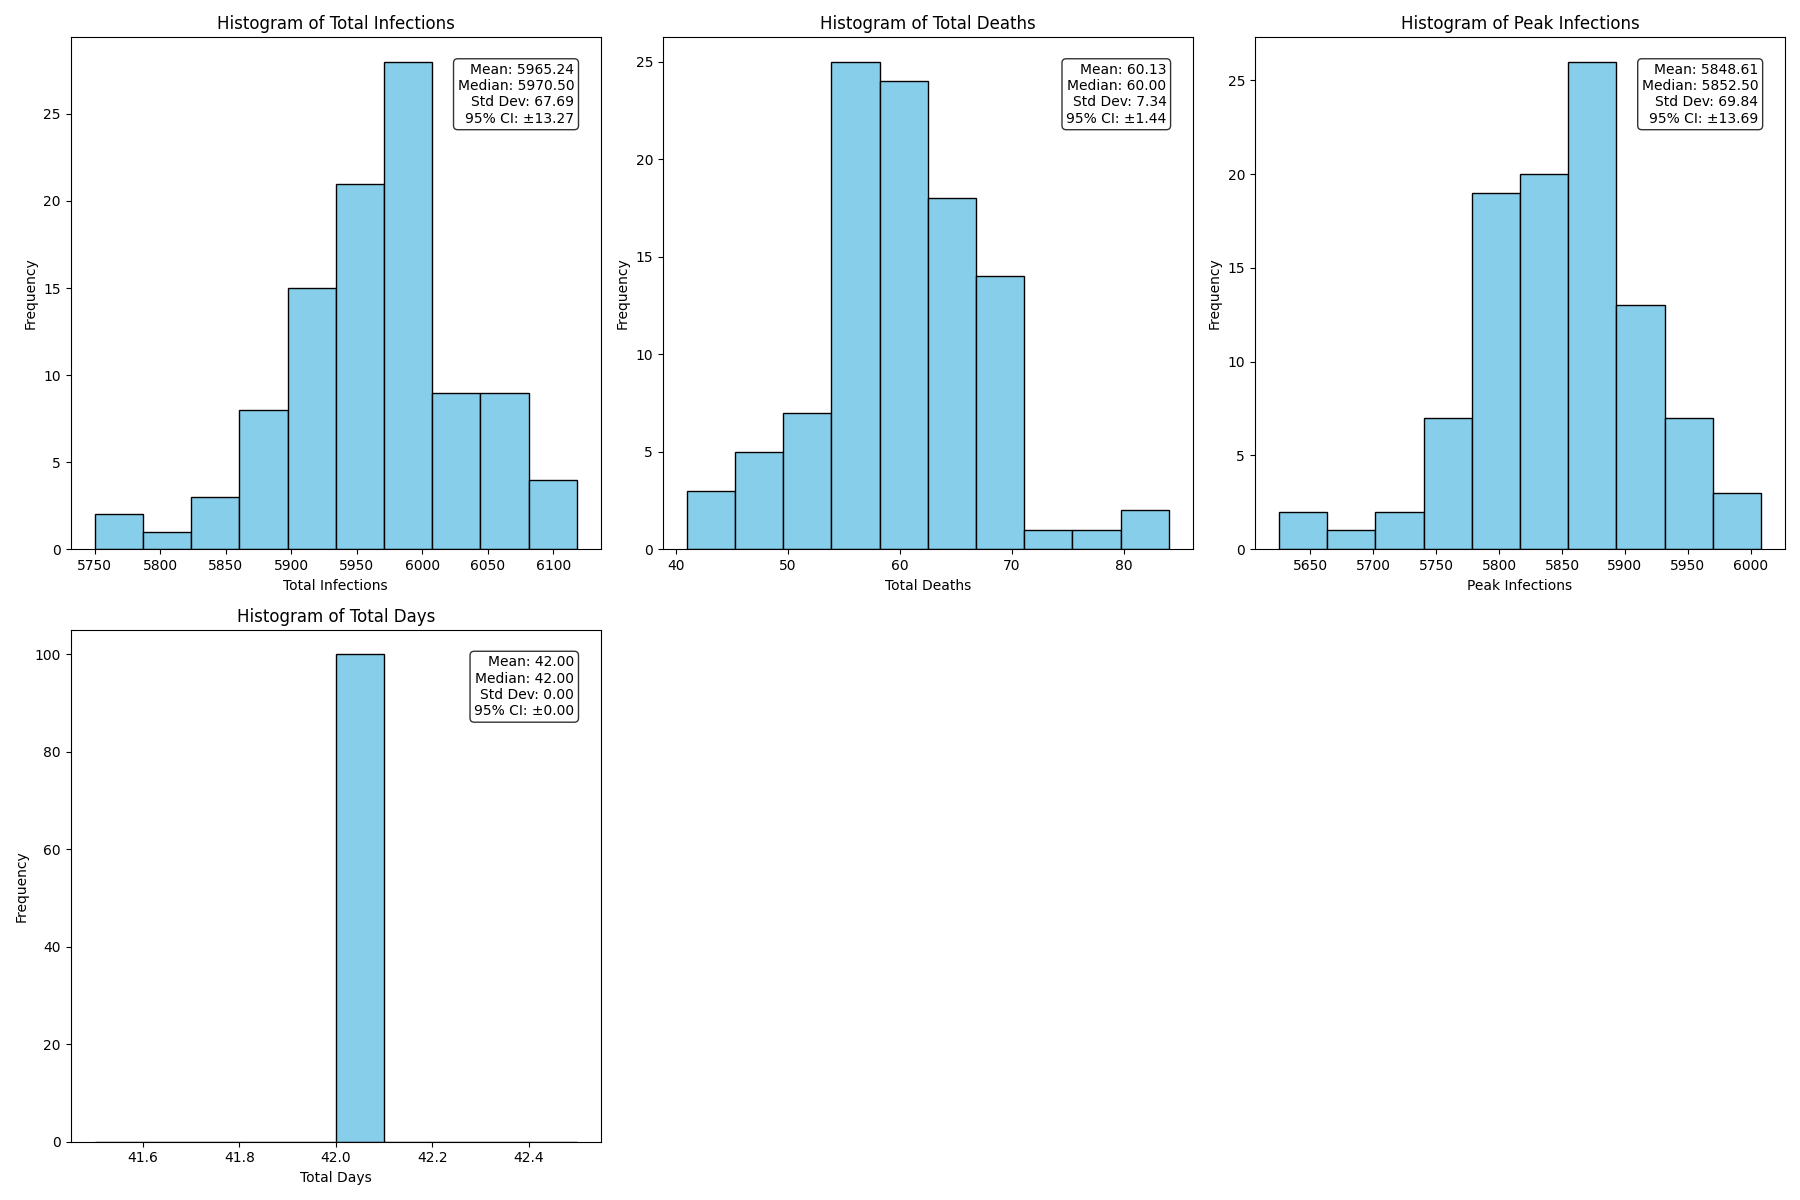 Histogram of Total Infections
Mean: 5965.24
Median: 5970.50
Std Dev: 67.69
95% CI: ±13.27
Frequency
0
5
10
15
20
25
5750 5800 5850 5900 5950 6000 6050 6100
Total Infections
Histogram of Total Deaths
Mean: 60.13
Median: 60.00
Std Dev: 7.34
95% CI: ±1.44
Frequency
0
5
10
15
20
25
40 50 60 70 80
Total Deaths
Histogram of Peak Infections
Mean: 5848.61
Median: 5852.50
Std Dev: 69.84
95% CI: ±13.69
Frequency
0
5
10
15
20
25
5650 5700 5750 5800 5850 5900 5950 6000
Peak Infections
Histogram of Total Days
Mean: 42.00
Median: 42.00
Std Dev: 0.00
95% CI: ±0.00
Frequency
0
20
40
60
80
100
41.6 41.8 42.0 42.2 42.4
Total Days